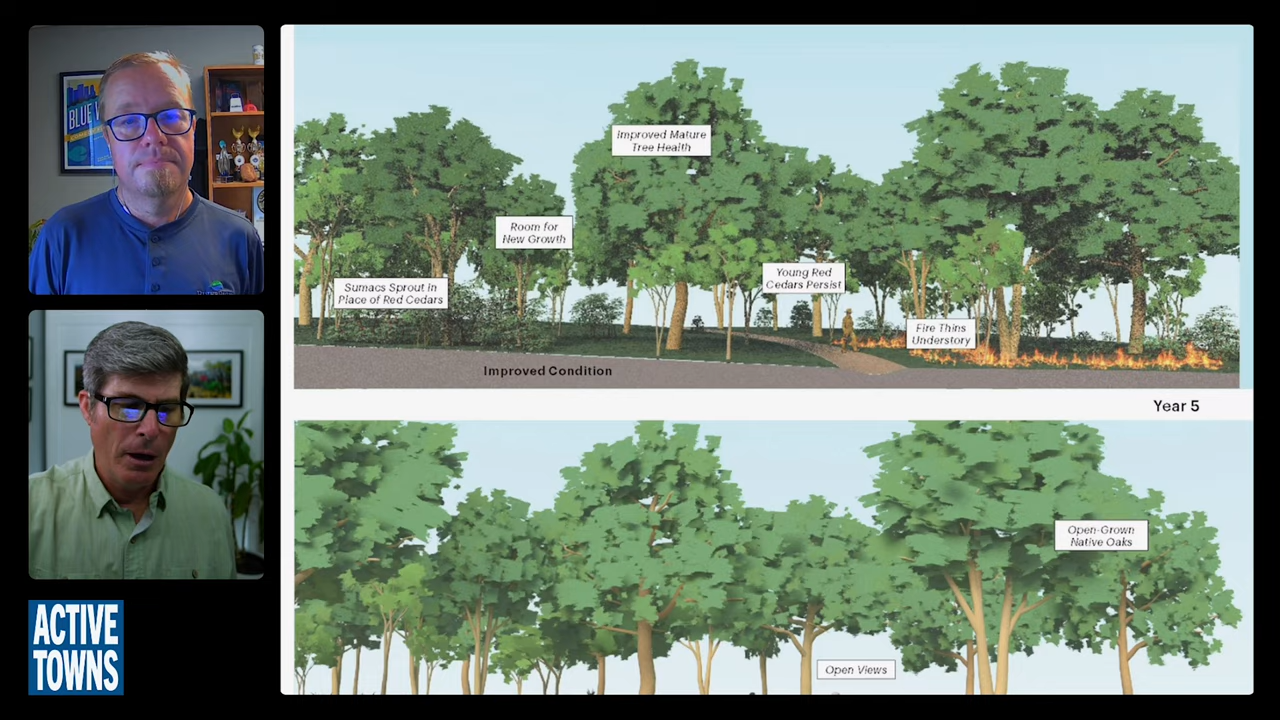 BLUE
Improved Mature
Tree Health
Room for
New Growth
Sumacs Sprout in
Place of Red Cedars
Young Red
Cedars Persist
Fire Thins
Understory
Improved Condition
Year 5
Open-Grown
Native Oaks
Open Views
ACTIVE
TOWNS